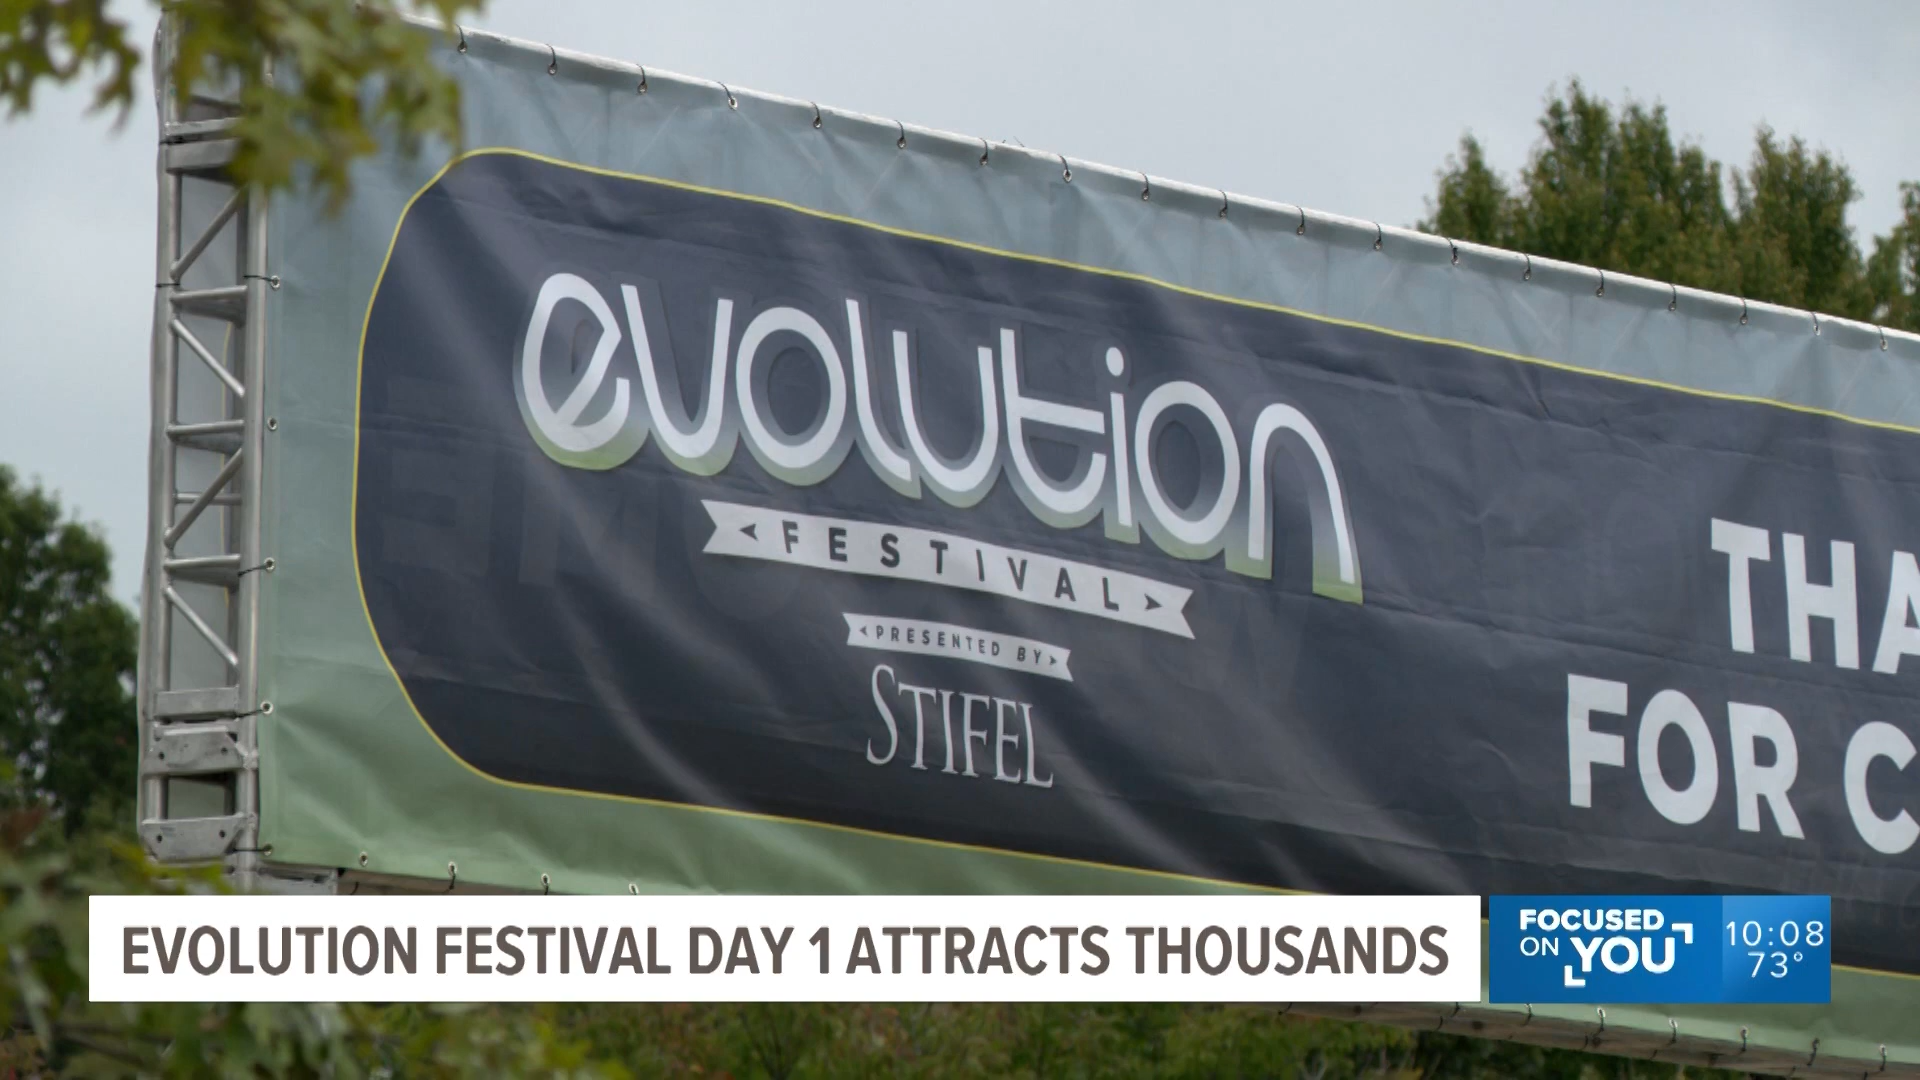 evolution
FESTIVAL
PRESENTED BY
STIFEL
THA
FOR C
EVOLUTION FESTIVAL DAY 1 ATTRACTS THOUSANDS
FOCUSED
ON YOU
10:08
73°